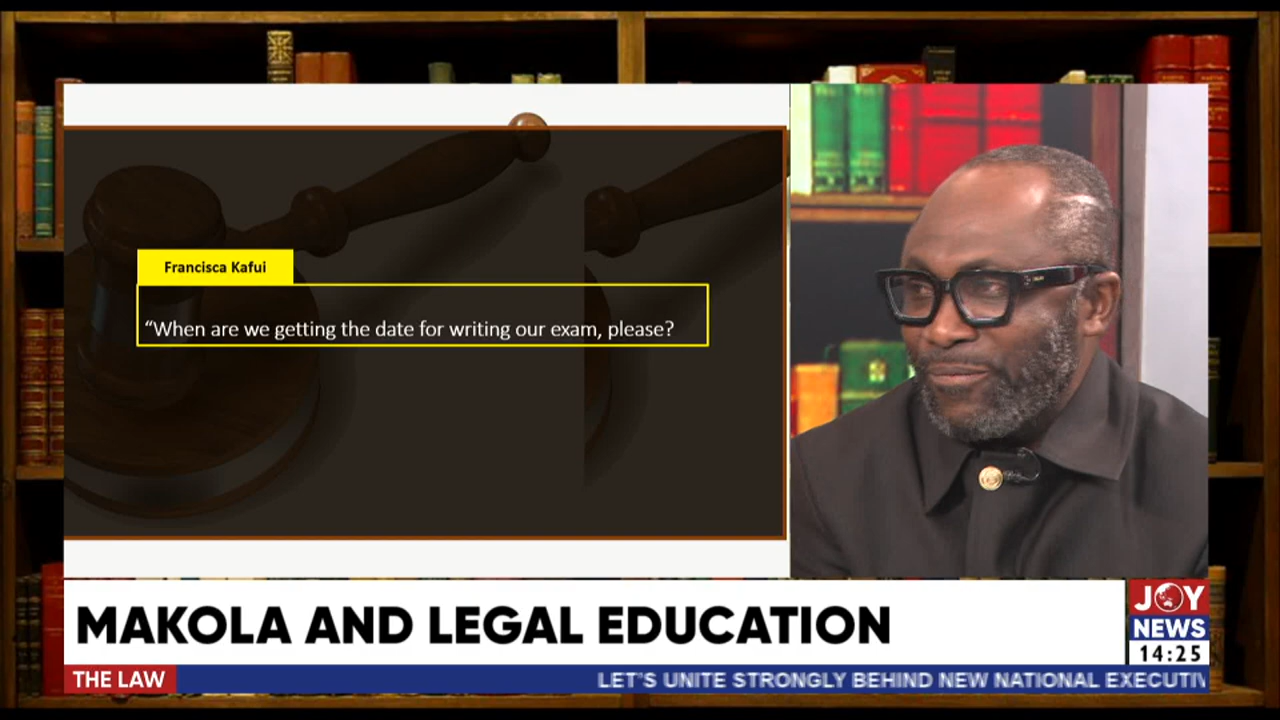 Francisca Kafui
“When are we getting the date for writing our exam, please?
MAKOLA AND LEGAL EDUCATION
JOY
NEWS
14:25
THE LAW
LET'S UNITE STRONGLY BEHIND NEW NATIONAL